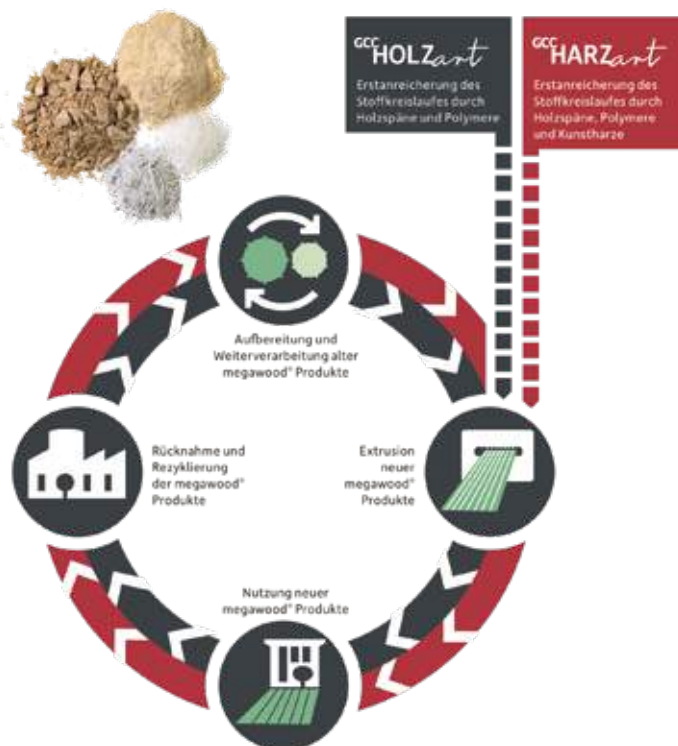 GCC HOLZart
Erstanreicherung des
Stoffkreislaufes durch
Holzspäne und Polymere
GCC HARZart
Erstanreicherung des
Stoffkreislaufes durch
Holzspäne, Polymere
und Kunstharze
Aufbereitung und
Weiterverarbeitung alter
megawood® Produkte
Rücknahme und
Rezyklierung
der megawood®
Produkte
Extrusion
neuer
megawood®
Produkte
Nutzung neuer
megawood® Produkte